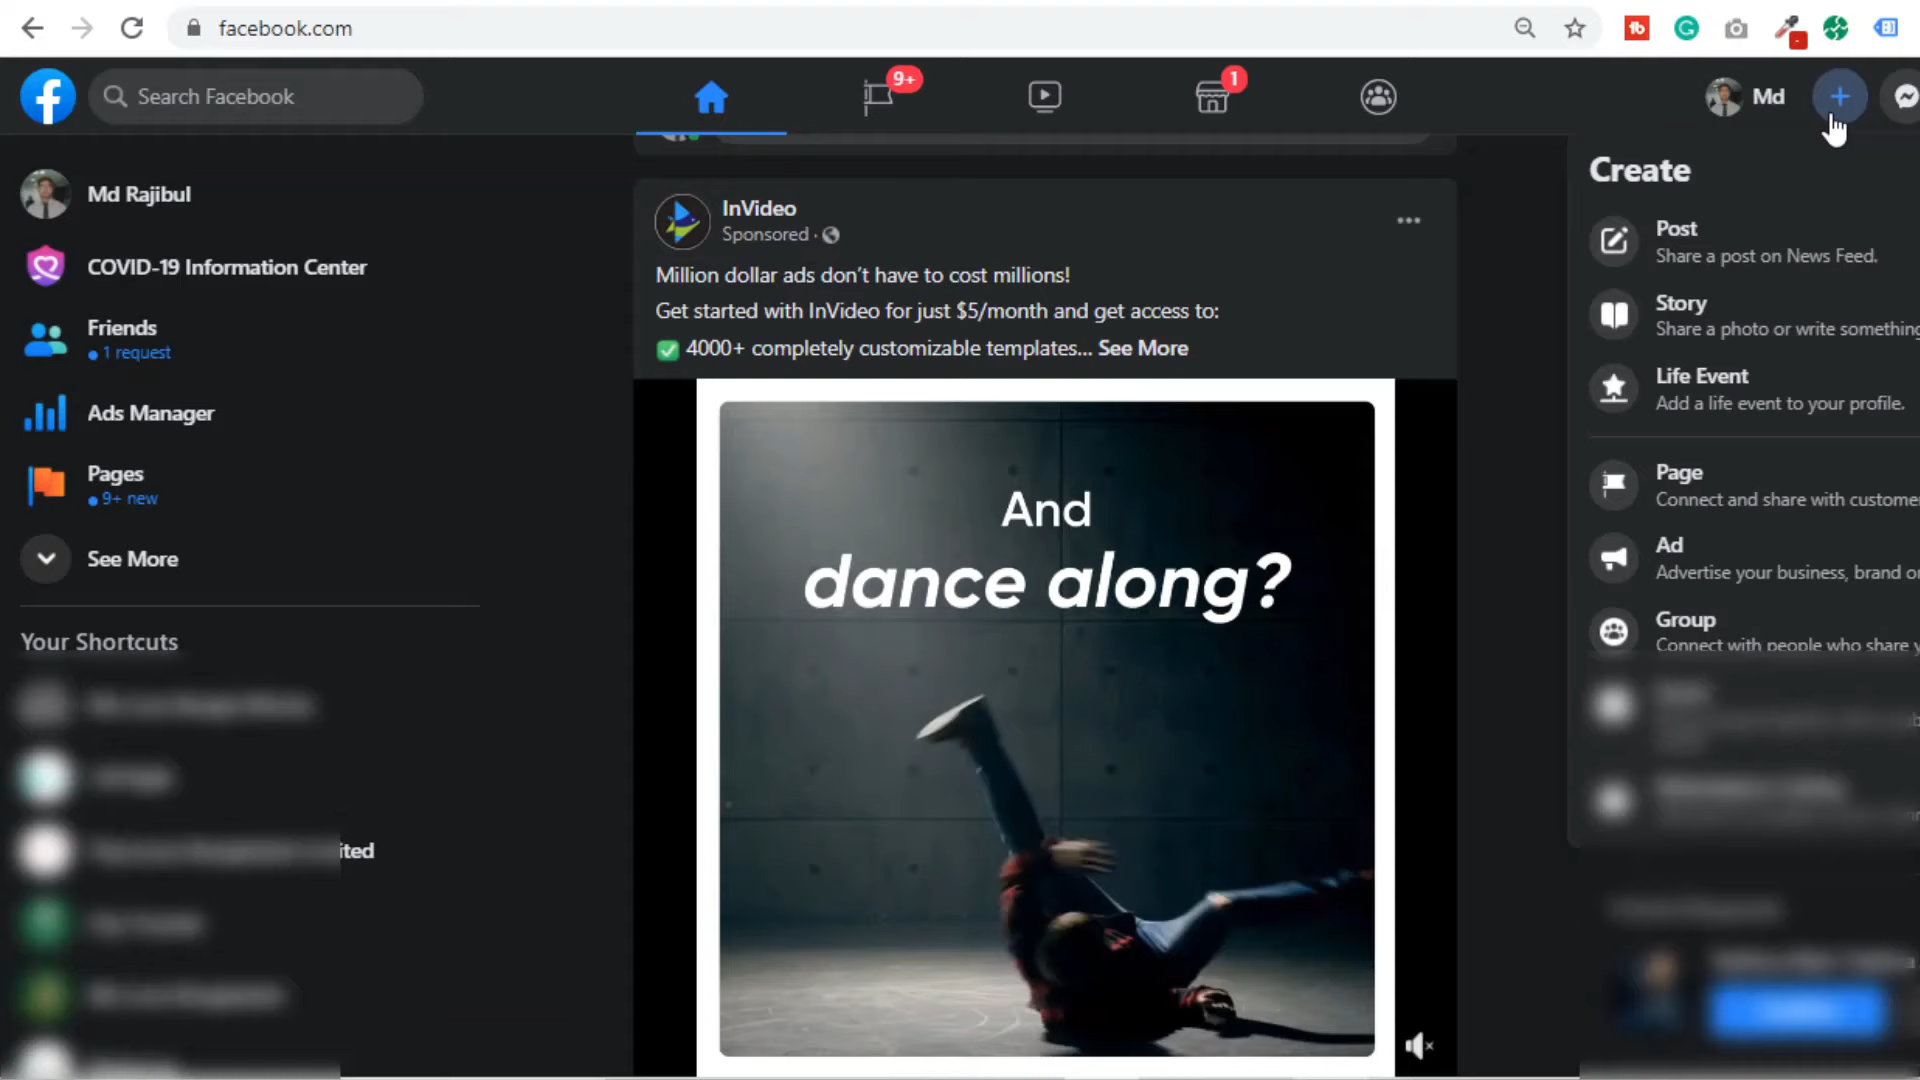 facebook.com
Search Facebook
9+
1
Md
Md Rajibul
COVID-19 Information Center
Friends
1 request
Ads Manager
Pages
9+ new
See More
Your Shortcuts
ited
InVideo
Sponsored ·
Million dollar ads don't have to cost millions!
Get started with InVideo for just $5/month and get access to:
✅ 4000+ completely customizable templates... See More
And
dance along?
Create
Post
Share a post on News Feed.
Story
Share a photo or write something
Life Event
Add a life event to your profile.
Page
Connect and share with custome
Ad
Advertise your business, brand o
Group
Connect with people who share y